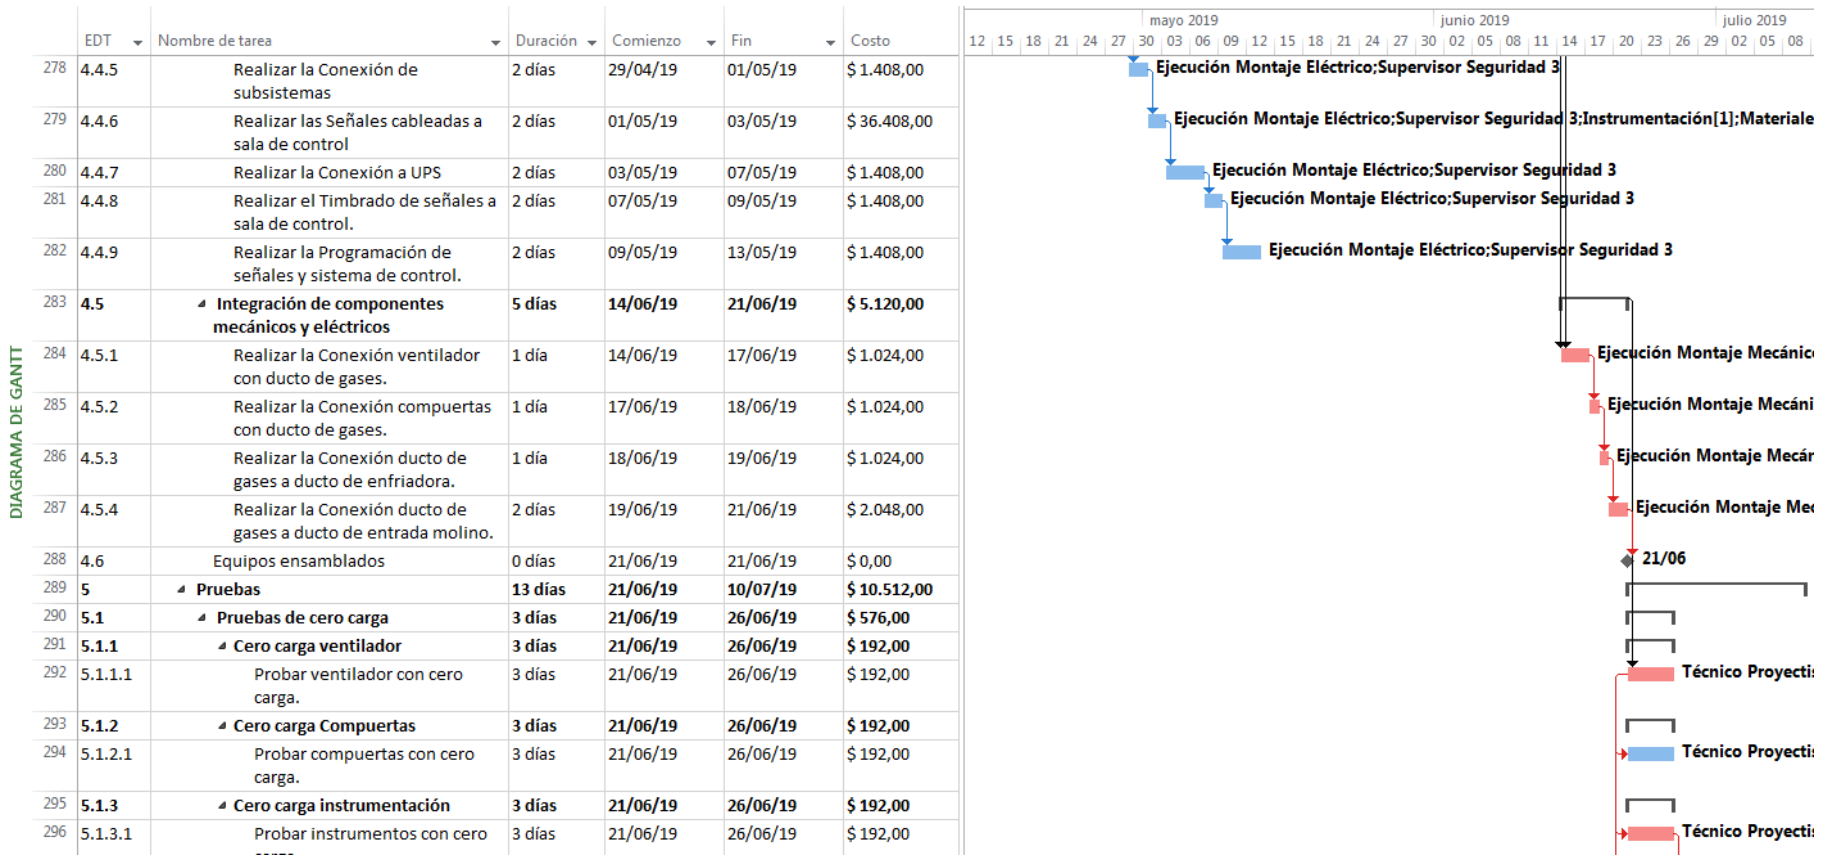 mayo 2019 junio 2019 julio 2019
EDT Nombre de tarea Duración Comienzo Fin Costo 12 15 18 21 24 27 30 03 06 09 12 15 18 21 24 27 30 02 05 08 11 14 17 20 23 26 29 02 05 08
278 4.4.5 Realizar la Conexión de 2 días 29/04/19 01/05/19 $ 1.408,00 Ejecución Montaje Eléctrico;Supervisor Seguridad 3
subsistemas
279 4.4.6 Realizar las Señales cableadas a 2 días 01/05/19 03/05/19 $ 36.408,00 Ejecución Montaje Eléctrico;Supervisor Seguridad 3;Instrumentación[1];Materiale
sala de control
280 4.4.7 Realizar la Conexión a UPS 2 días 03/05/19 07/05/19 $ 1.408,00 Ejecución Montaje Eléctrico;Supervisor Seguridad 3
281 4.4.8 Realizar el Timbrado de señales a 2 días 07/05/19 09/05/19 $ 1.408,00 Ejecución Montaje Eléctrico;Supervisor Seguridad 3
sala de control.
282 4.4.9 Realizar la Programación de 2 días 09/05/19 13/05/19 $ 1.408,00 Ejecución Montaje Eléctrico;Supervisor Seguridad 3
señales y sistema de control.
283 4.5 Integración de componentes 5 días 14/06/19 21/06/19 $ 5.120,00
mecánicos y eléctricos
284 4.5.1 Realizar la Conexión ventilador 1 día 14/06/19 17/06/19 $ 1.024,00 Ejecución Montaje Mecánic
con ducto de gases.
285 4.5.2 Realizar la Conexión compuertas 1 día 17/06/19 18/06/19 $ 1.024,00 Ejecución Montaje Mecáni
con ducto de gases.
286 4.5.3 Realizar la Conexión ducto de 1 día 18/06/19 19/06/19 $ 1.024,00 Ejecución Montaje Mecár
gases a ducto de enfriadora.
287 4.5.4 Realizar la Conexión ducto de 2 días 19/06/19 21/06/19 $ 2.048,00 Ejecución Montaje Mec
gases a ducto de entrada molino.
288 4.6 Equipos ensamblados 0 días 21/06/19 21/06/19 $ 0,00 21/06
289 5 Pruebas 13 días 21/06/19 10/07/19 $ 10.512,00
290 5.1 Pruebas de cero carga 3 días 21/06/19 26/06/19 $ 576,00
291 5.1.1 Cero carga ventilador 3 días 21/06/19 26/06/19 $ 192,00
292 5.1.1.1 Probar ventilador con cero 3 días 21/06/19 26/06/19 $ 192,00 Técnico Proyectis
carga.
293 5.1.2 Cero carga Compuertas 3 días 21/06/19 26/06/19 $ 192,00
294 5.1.2.1 Probar compuertas con cero 3 días 21/06/19 26/06/19 $ 192,00 Técnico Proyectis
carga.
295 5.1.3 Cero carga instrumentación 3 días 21/06/19 26/06/19 $ 192,00
296 5.1.3.1 Probar instrumentos con cero 3 días 21/06/19 26/06/19 $ 192,00 Técnico Proyectis
DIAGRAMA DE GANTT